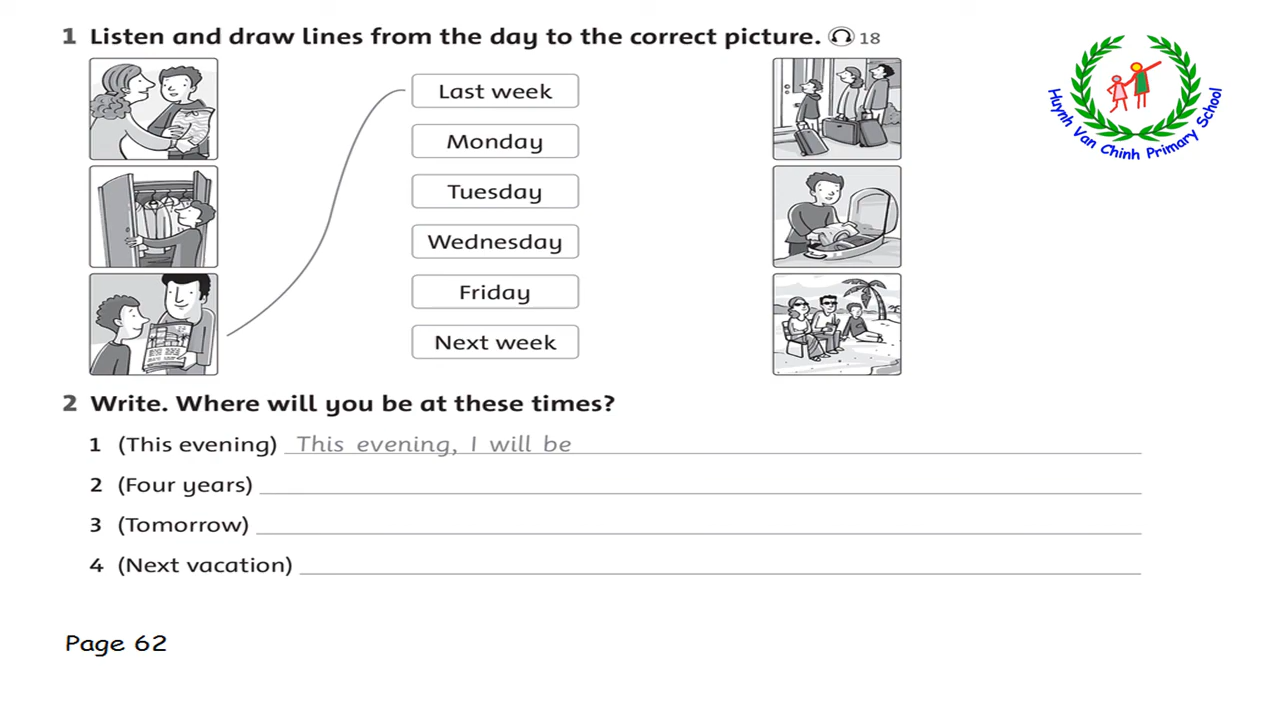 1 Listen and draw lines from the day to the correct picture. 18
Last week
Monday
Tuesday
Wednesday
Friday
Next week
Huynh Van Chinh Primary School
2 Write. Where will you be at these times?
1 (This evening) This evening, I will be
2 (Four years)
3 (Tomorrow)
4 (Next vacation)
Page 62